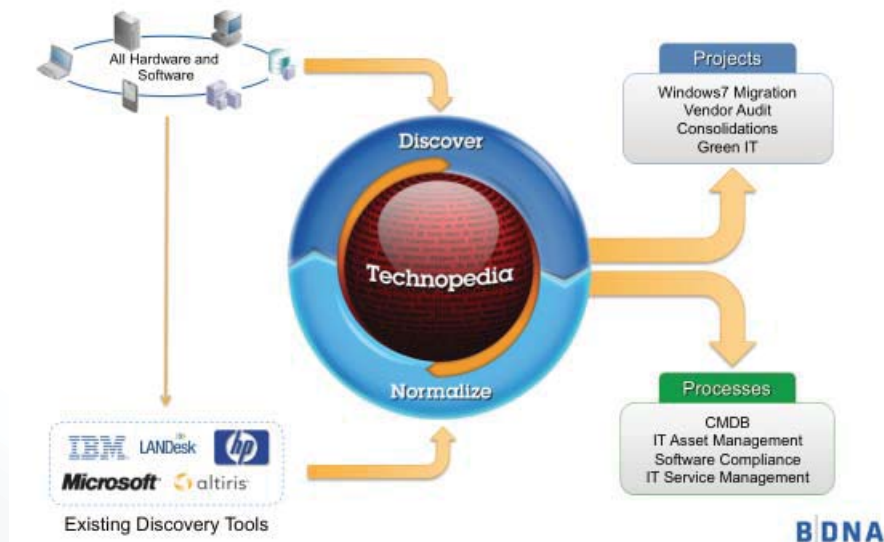 All Hardware and
Software
Projects
Windows7 Migration
Vendor Audit
Consolidations
Green IT
Discover
Technopedia
Normalize
Processes
CMDB
IT Asset Management
Software Compliance
IT Service Management
IBM LANDesk hp
Microsoft altiris
Existing Discovery Tools
BDNA